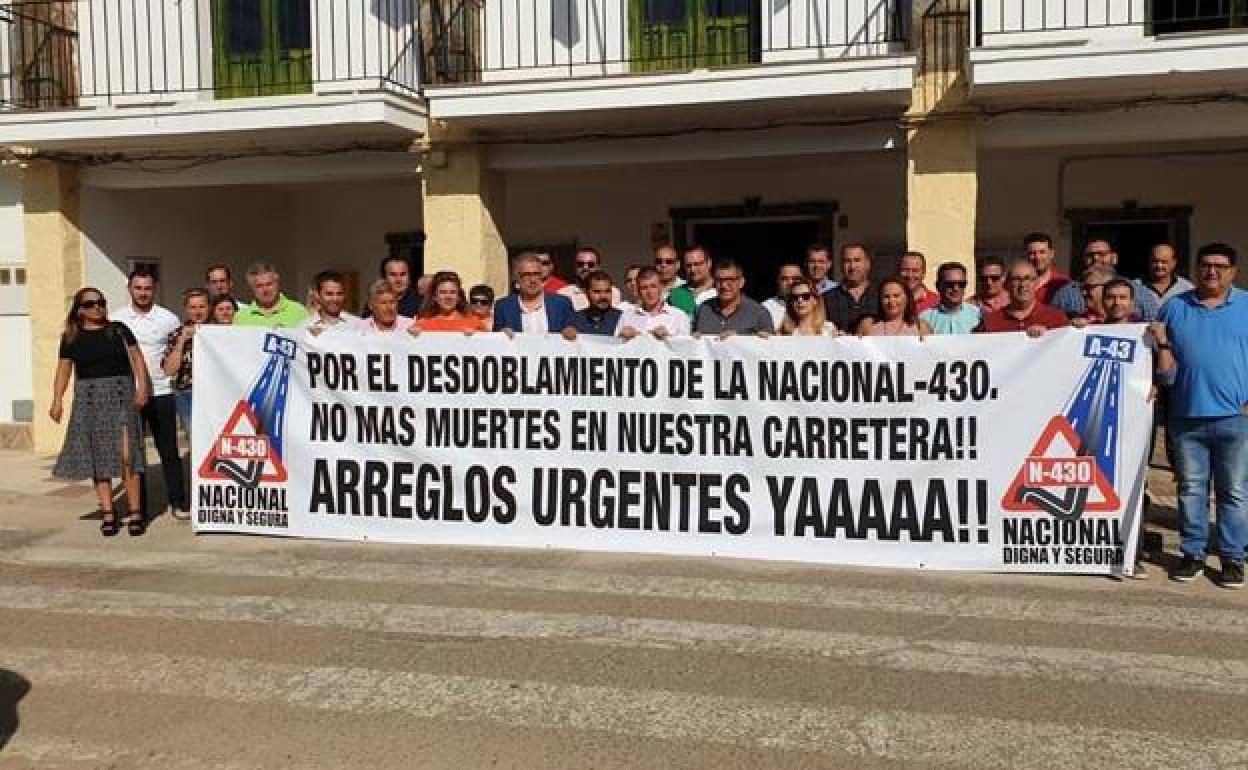 A-43
N-430
NACIONAL
DIGNA Y SEGURA
POR EL DESDOBLAMIENTO DE LA NACIONAL-430.
NO MAS MUERTES EN NUESTRA CARRETERA!!
ARREGLOS URGENTES YAAAAA!!
A-43
N-430
NACIONAL
DIGNA Y SEGURA